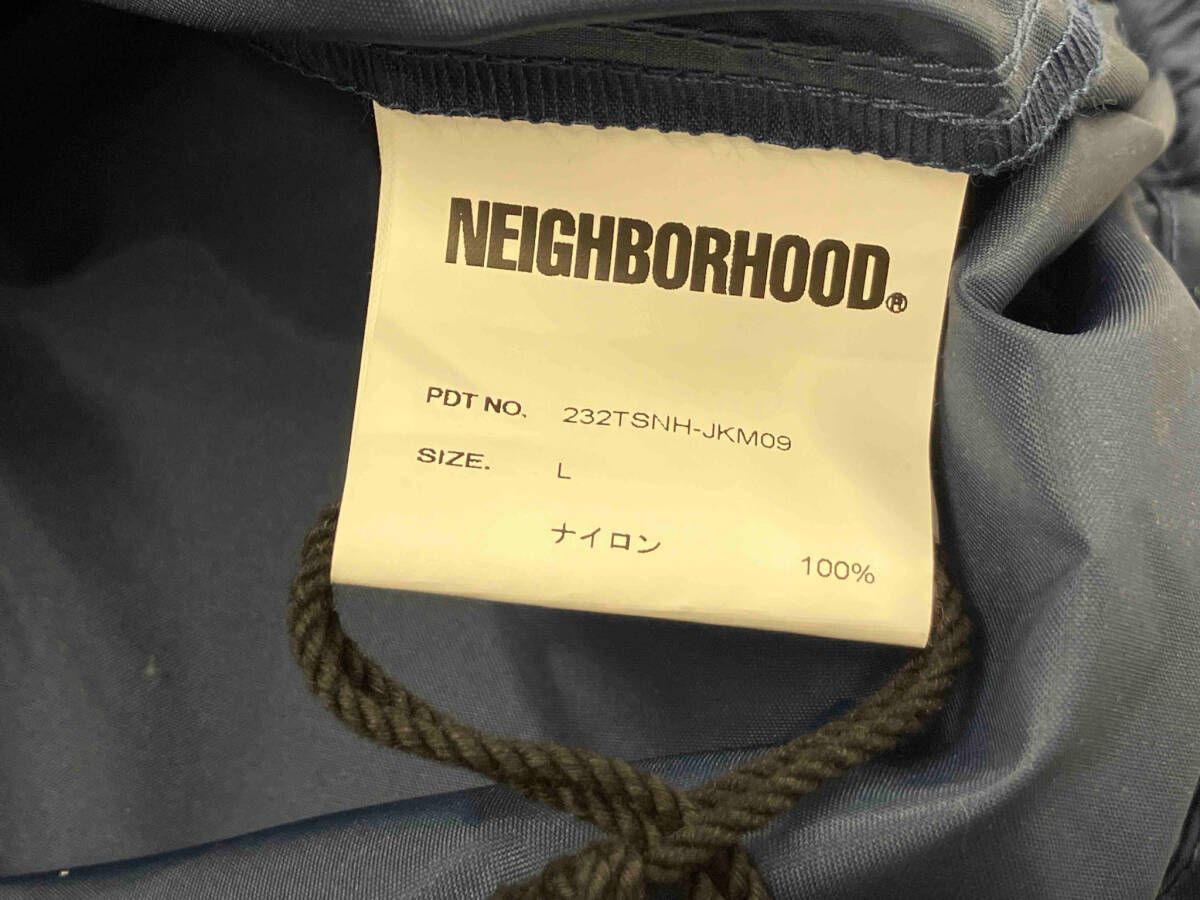 NEIGHBORHOOD®
PDT NO. 232TSNH-JKM09
SIZE. L
ナイロン 100%